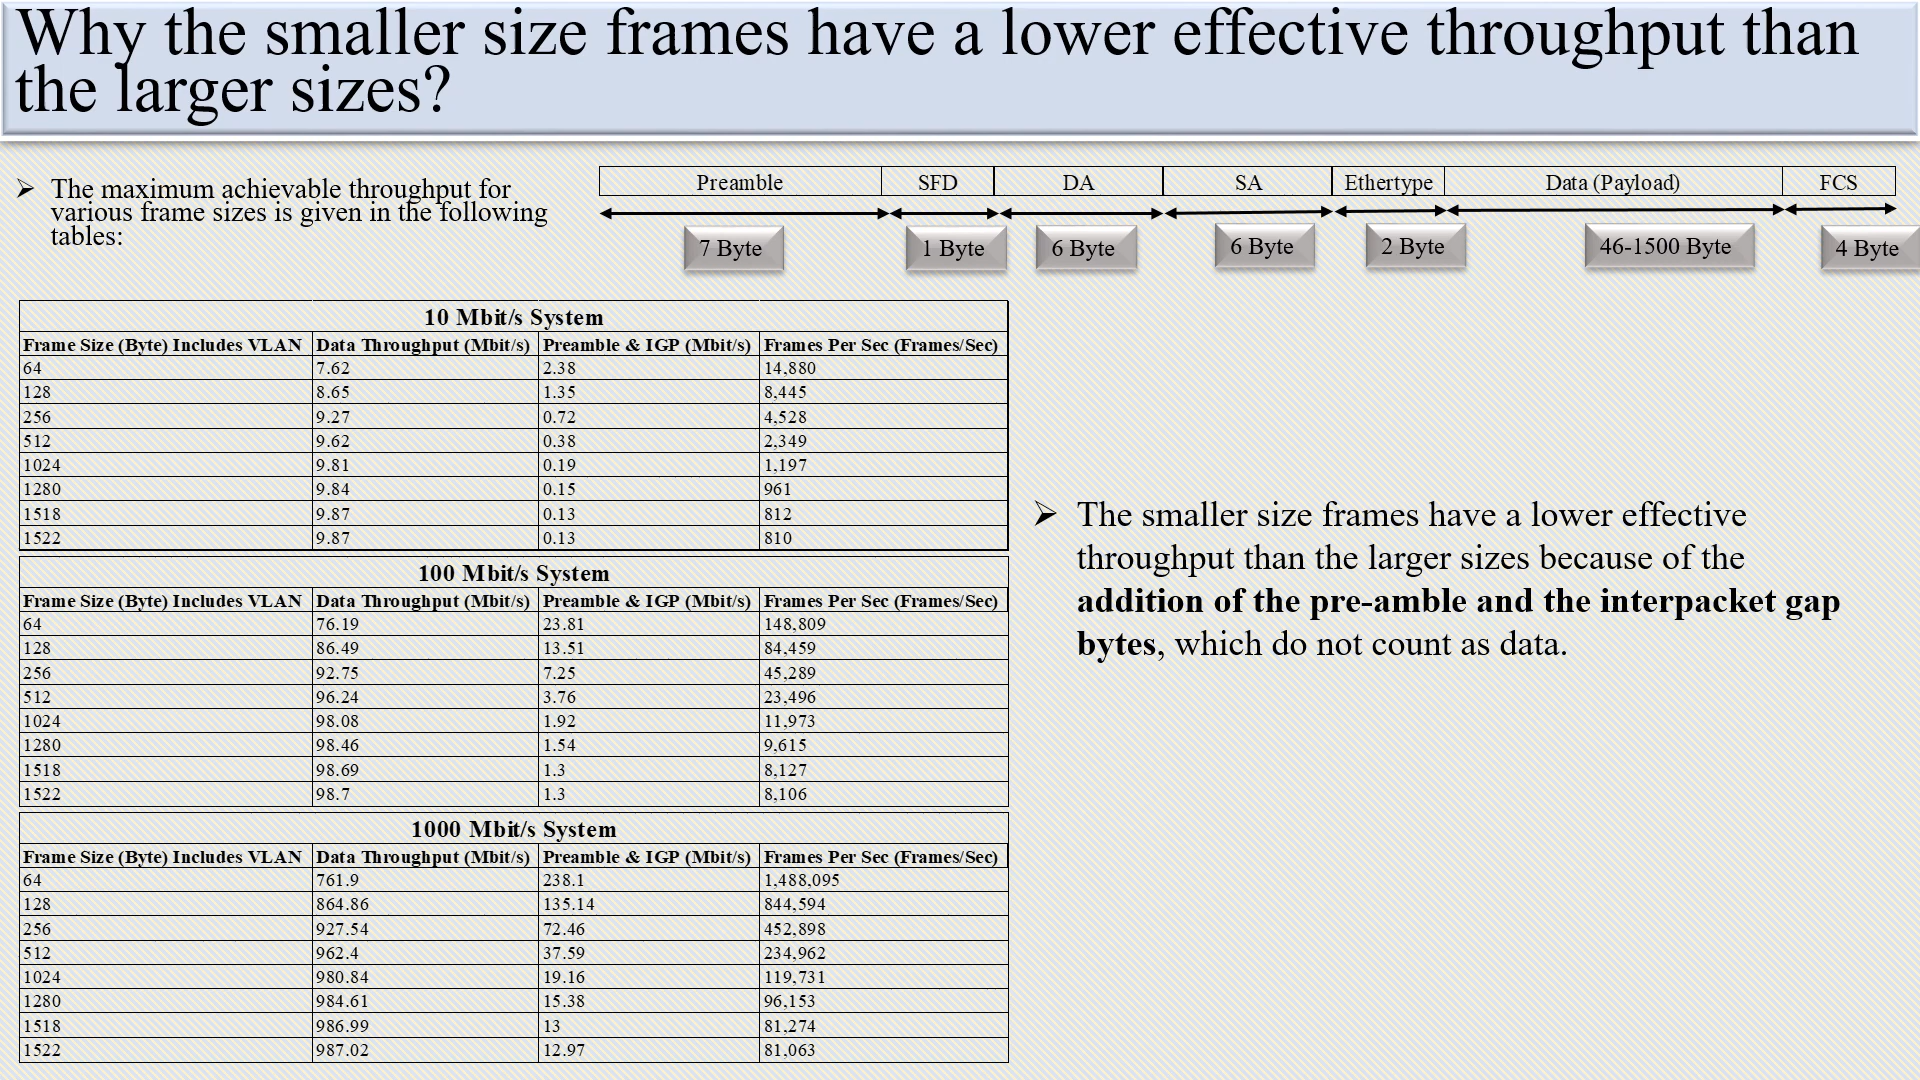 Why the smaller size frames have a lower effective throughput than
the larger sizes?
➢ The maximum achievable throughput for
various frame sizes is given in the following
tables:
Preamble SFD DA SA Ethertype Data (Payload) FCS
7 Byte 1 Byte 6 Byte 6 Byte 2 Byte 46-1500 Byte 4 Byte
10 Mbit/s System
Frame Size (Byte) Includes VLAN Data Throughput (Mbit/s) Preamble & IGP (Mbit/s) Frames Per Sec (Frames/Sec)
64 7.62 2.38 14,880
128 8.65 1.35 8,445
256 9.27 0.72 4,528
512 9.62 0.38 2,349
1024 9.81 0.19 1,197
1280 9.84 0.15 961
1518 9.87 0.13 812
1522 9.87 0.13 810
100 Mbit/s System
Frame Size (Byte) Includes VLAN Data Throughput (Mbit/s) Preamble & IGP (Mbit/s) Frames Per Sec (Frames/Sec)
64 76.19 23.81 148,809
128 86.49 13.51 84,459
256 92.75 7.25 45,289
512 96.24 3.76 23,496
1024 98.08 1.92 11,973
1280 98.46 1.54 9,615
1518 98.69 1.3 8,127
1522 98.7 1.3 8,106
1000 Mbit/s System
Frame Size (Byte) Includes VLAN Data Throughput (Mbit/s) Preamble & IGP (Mbit/s) Frames Per Sec (Frames/Sec)
64 761.9 238.1 1,488,095
128 864.86 135.14 844,594
256 927.54 72.46 452,898
512 962.4 37.59 234,962
1024 980.84 19.16 119,731
1280 984.61 15.38 96,153
1518 986.99 13 81,274
1522 987.02 12.97 81,063
➢ The smaller size frames have a lower effective
throughput than the larger sizes because of the
addition of the pre-amble and the interpacket gap
bytes, which do not count as data.